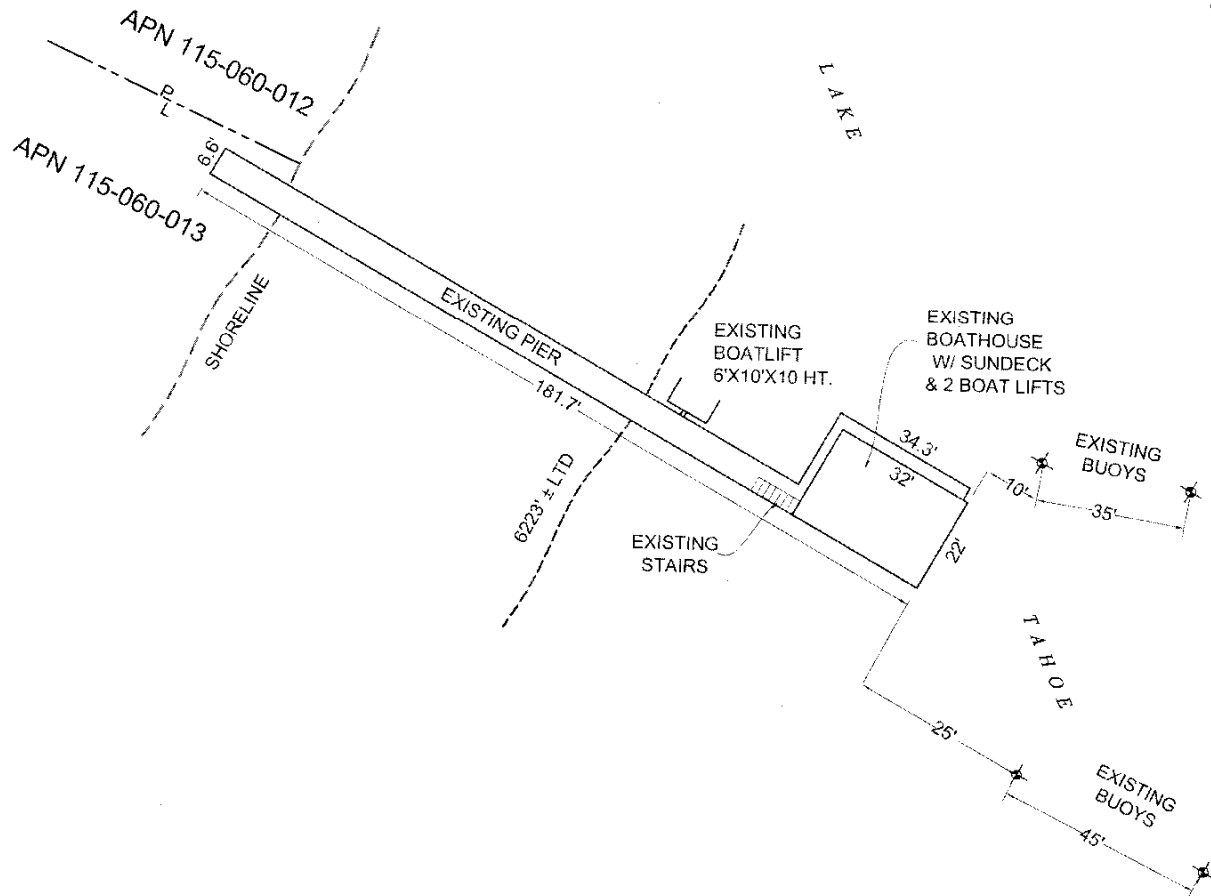 APN 115-060-012
P
L
APN 115-060-013
6.6'
LAKE
SHORELINE
EXISTING PIER
181.7'
6223' ± LTD
EXISTING
BOATLIFT
6'X10'X10 HT.
EXISTING
BOATHOUSE
W/ SUNDECK
& 2 BOAT LIFTS
34.3'
32'
22'
EXISTING
STAIRS
10'
EXISTING
BUOYS
35'
TAHOE
25'
EXISTING
BUOYS
45'